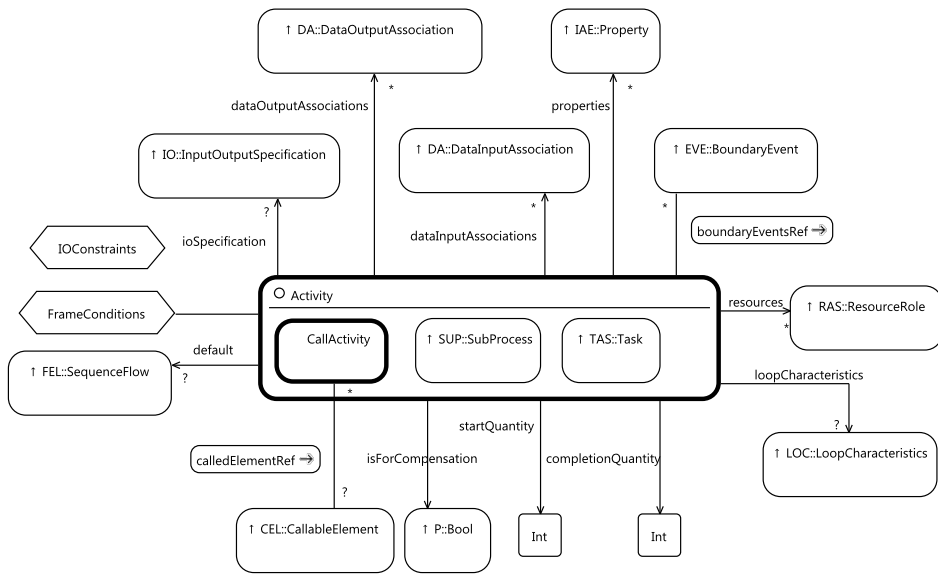 ↑ DA::DataOutputAssociation
↑ IAE::Property
*
*
dataOutputAssociations
properties
↑ IO::InputOutputSpecification
↑ DA::DataInputAssociation
↑ EVE::BoundaryEvent
?
*
*
IOConstraints
ioSpecification
dataInputAssociations
boundaryEventsRef →
Activity
FrameConditions
resources
↑ RAS::ResourceRole
*
CallActivity
↑ SUP::SubProcess
↑ TAS::Task
default
↑ FEL::SequenceFlow
?
*
loopCharacteristics
?
startQuantity
calledElementRef →
isForCompensation
completionQuantity
↑ LOC::LoopCharacteristics
?
↑ CEL::CallableElement
↑ P::Bool
Int
Int